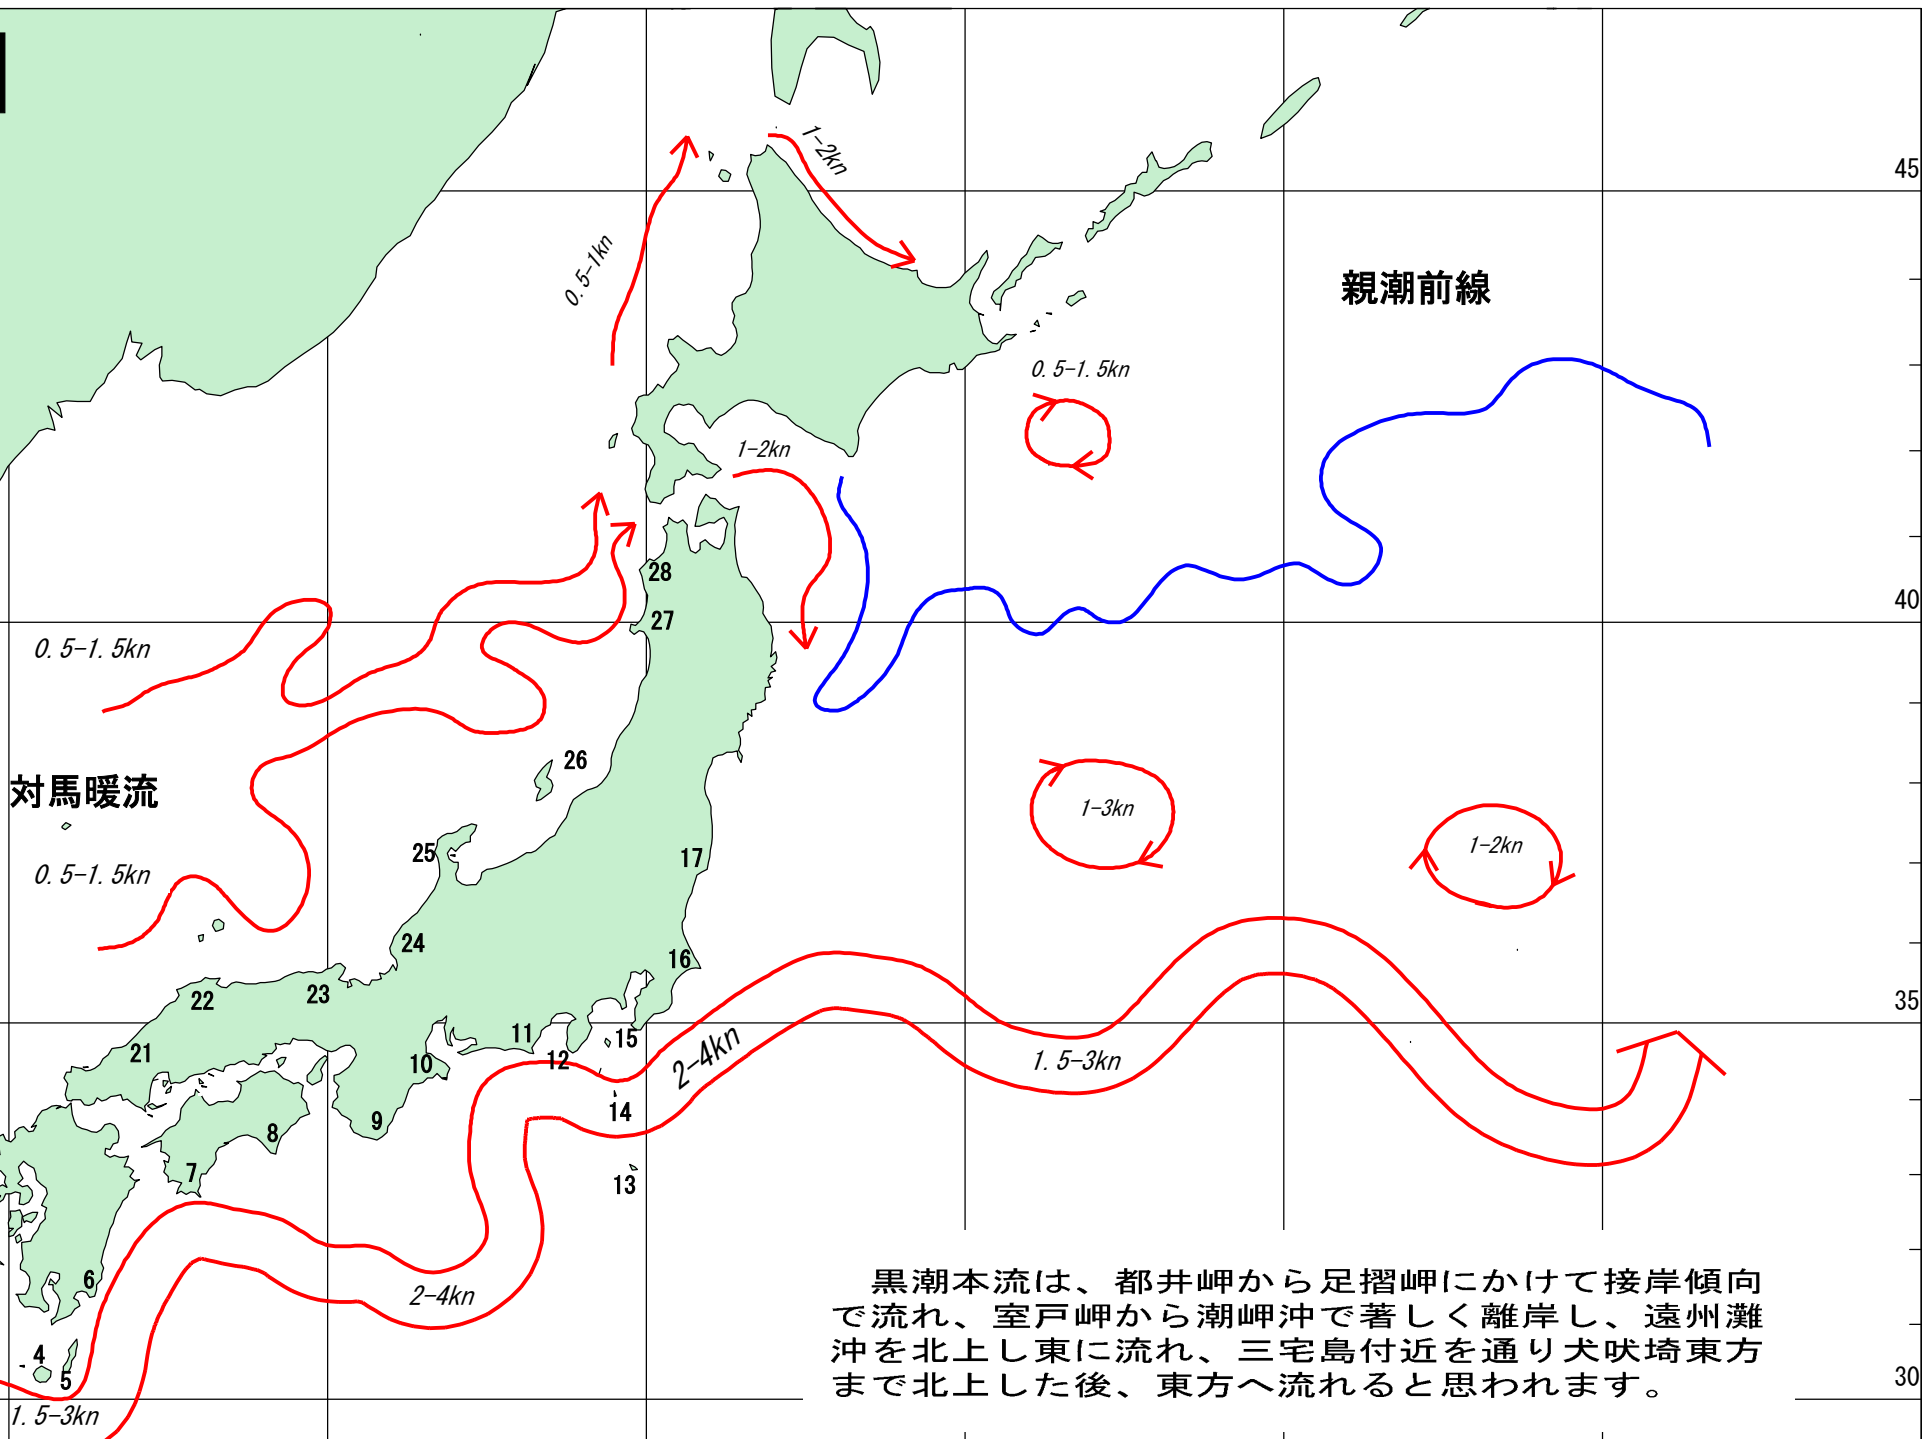 1-2kn
45
0.5-1kn
親潮前線
0.5-1.5kn
1-2kn
28
40
27
0.5-1.5kn
26
対馬暖流
1-3kn
25
17
1-2kn
0.5-1.5kn
24
16
22
23
35
11
15
21
10
12
2-4kn
1.5-3kn
14
9
8
7
13
6
2-4kn
4
5
30
1.5-3kn
黒潮本流は、都井岬から足摺岬にかけて接岸傾向
で流れ、室戸岬から潮岬沖で著しく離岸し、遠州灘
沖を北上し東に流れ、三宅島付近を通り犬吠埼東方
まで北上した後、東方へ流れると思われます。